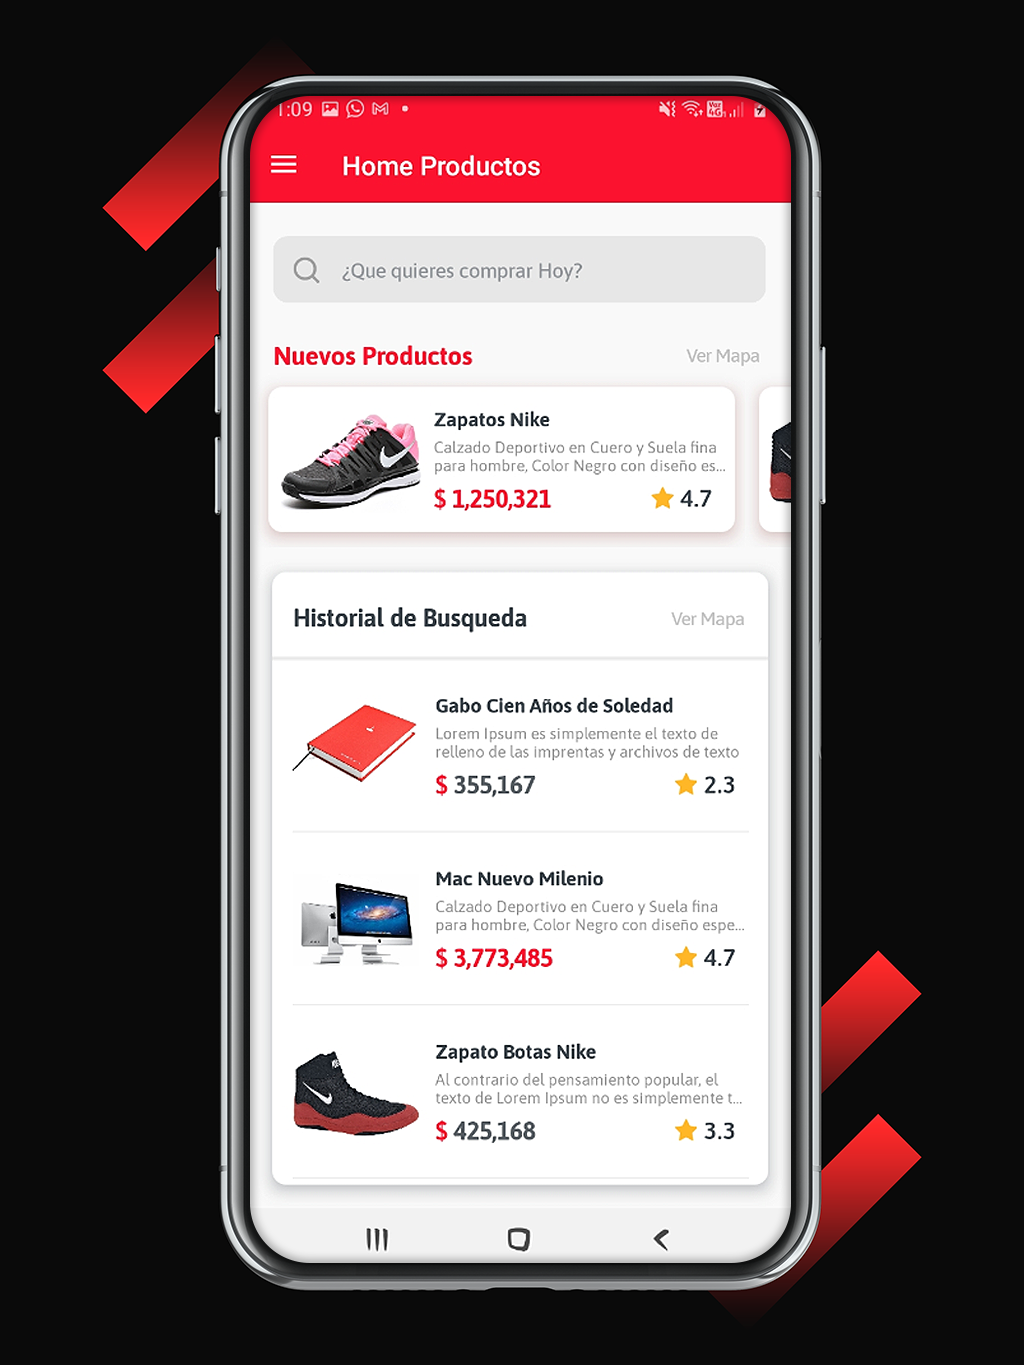 1:09
Vo))
4G
Home Productos
¿Que quieres comprar Hoy?
Nuevos Productos
Ver Mapa
Zapatos Nike
Calzado Deportivo en Cuero y Suela fina
para hombre, Color Negro con diseño es...
$ 1,250,321
4.7
Historial de Busqueda
Ver Mapa
Gabo Cien Años de Soledad
Lorem Ipsum es simplemente el texto de
relleno de las imprentas y archivos de texto
$ 355,167
2.3
Mac Nuevo Milenio
Calzado Deportivo en Cuero y Suela fina
para hombre, Color Negro con diseño espe...
$ 3,773,485
4.7
Zapato Botas Nike
Al contrario del pensamiento popular, el
texto de Lorem Ipsum no es simplemente t...
$ 425,168
3.3